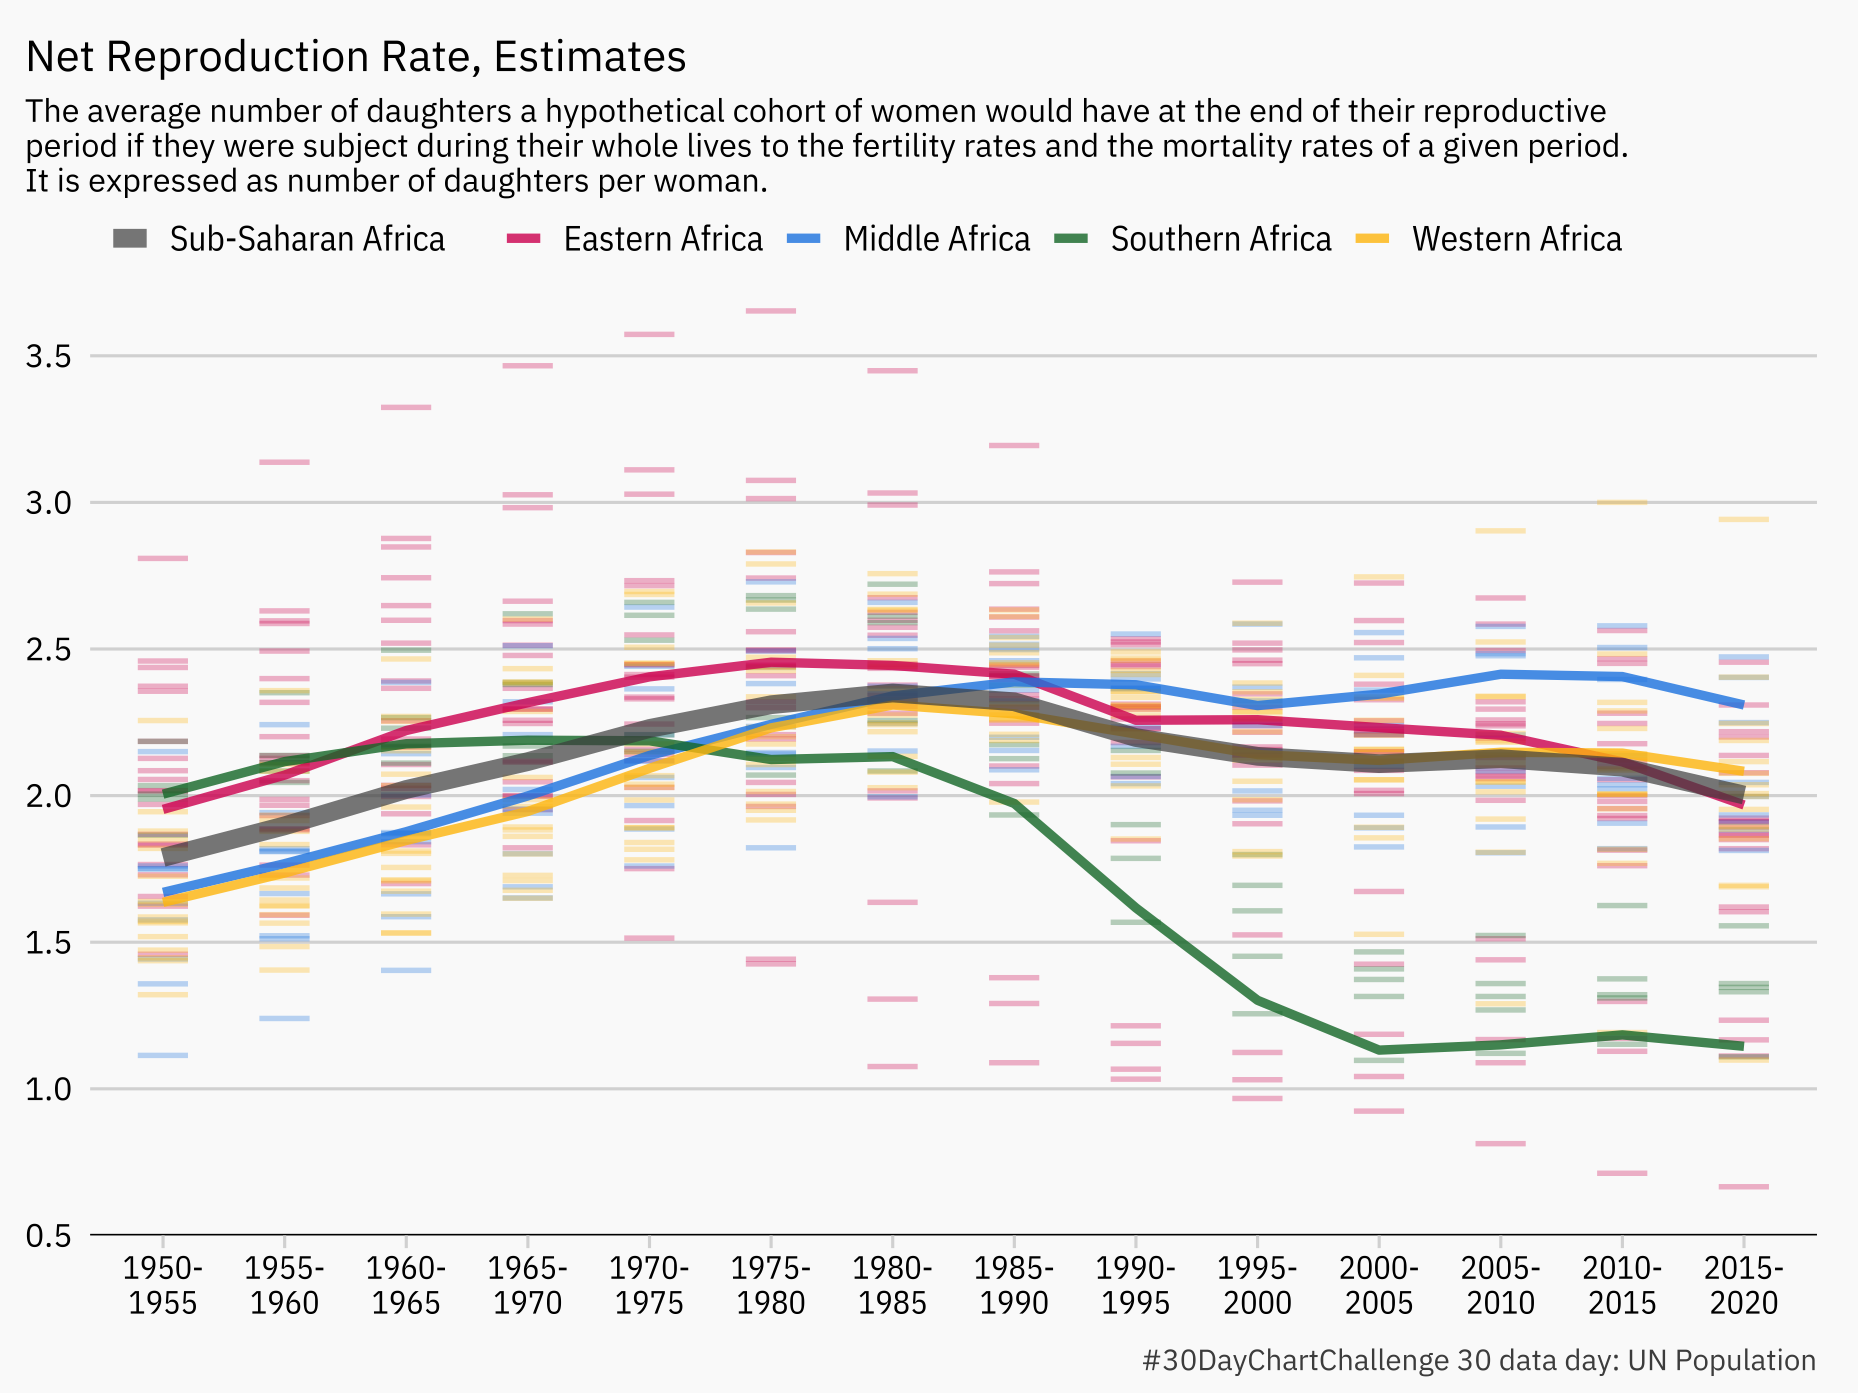 Net Reproduction Rate, Estimates
The average number of daughters a hypothetical cohort of women would have at the end of their reproductive
period if they were subject during their whole lives to the fertility rates and the mortality rates of a given period.
It is expressed as number of daughters per woman.
Sub-Saharan Africa Eastern Africa Middle Africa Southern Africa Western Africa
3.5
3.0
2.5
2.0
1.5
1.0
0.5
1950- 1955- 1960- 1965- 1970- 1975- 1980- 1985- 1990- 1995- 2000- 2005- 2010- 2015-
1955 1960 1965 1970 1975 1980 1985 1990 1995 2000 2005 2010 2015 2020
#30DayChartChallenge 30 data day: UN Population